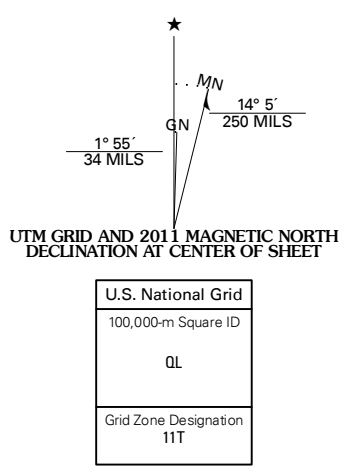 ★
MN
GN
1° 55´
34 MILS
14° 5´
250 MILS
UTM GRID AND 2011 MAGNETIC NORTH
DECLINATION AT CENTER OF SHEET
U.S. National Grid
100,000-m Square ID
QL
Grid Zone Designation
11T